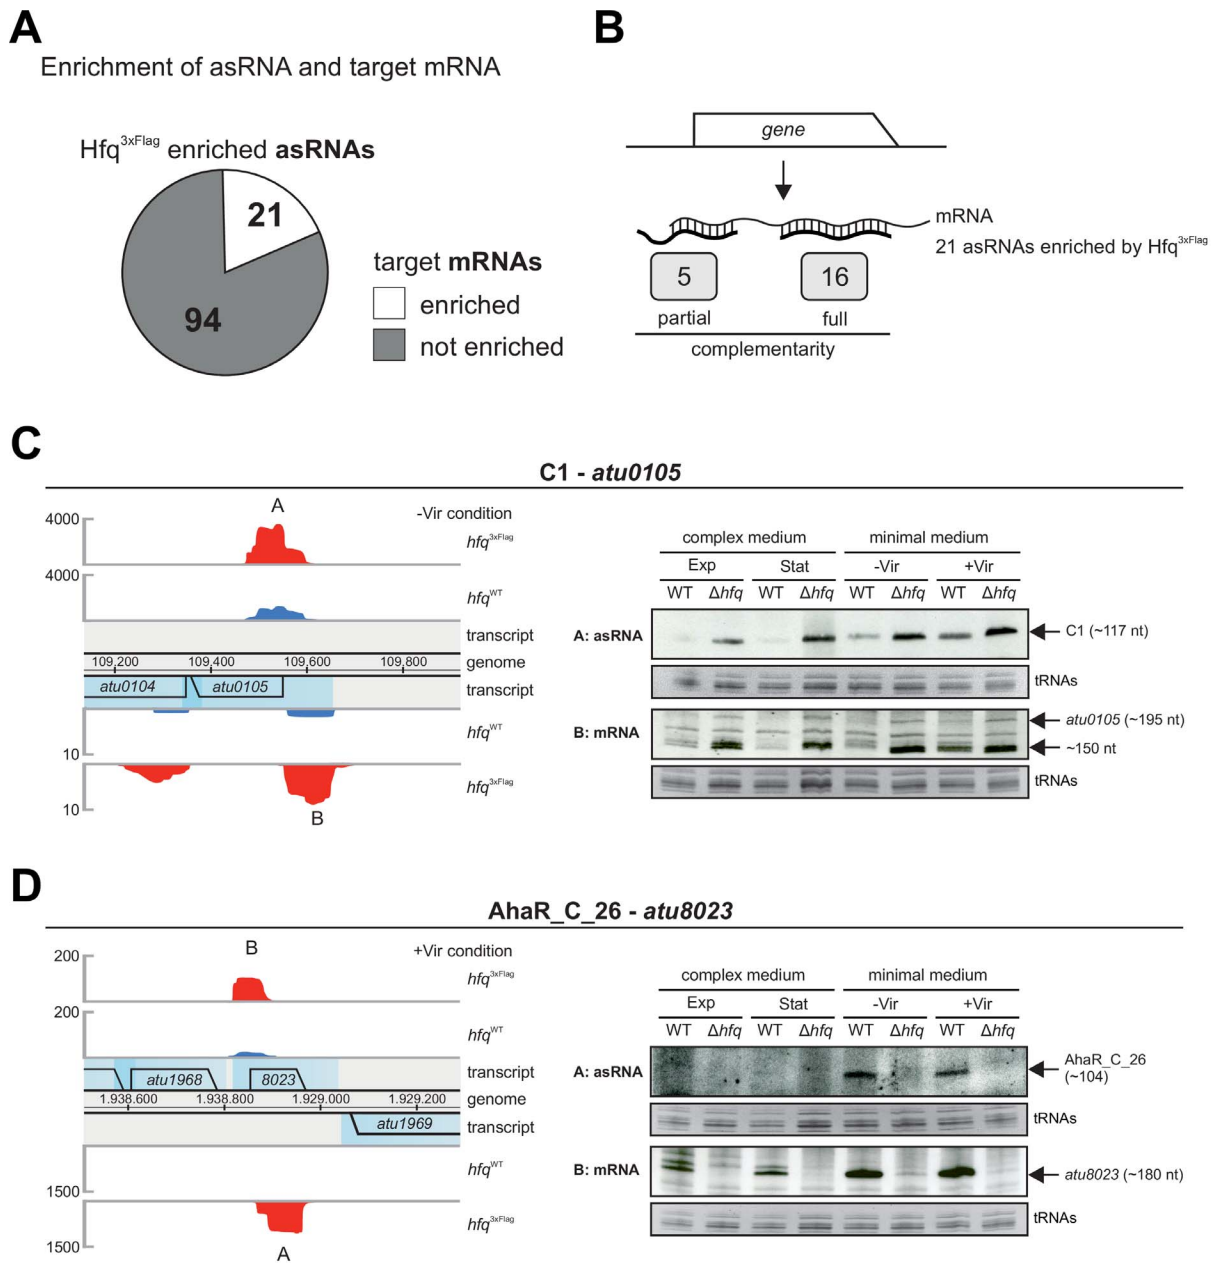 A
Enrichment of asRNA and target mRNA
Hfq3xFlag enriched asRNAs
21
94
target mRNAs
enriched
not enriched
B
gene
mRNA
21 asRNAs enriched by Hfq3xFlag
5
16
partial
full
complementarity
C
C1 - atu0105
A
-Vir condition
4000
hfq3xFlag
4000
hfqWT
transcript
109,200
109,400
109,600
109,800
genome
atu0104
atu0105
transcript
hfqWT
10
hfq3xFlag
10
B
complex medium
minimal medium
Exp
Stat
-Vir
+Vir
WT
Δhfq
WT
Δhfq
WT
Δhfq
WT
Δhfq
A: asRNA
C1 (~117 nt)
tRNAs
B: mRNA
atu0105 (~195 nt)
~150 nt
tRNAs
D
AhaR_C_26 - atu8023
B
+Vir condition
200
hfq3xFlag
200
hfqWT
atu1968
8023
transcript
1.938.600
1.938.800
1.929.000
1.929.200
genome
atu1969
transcript
hfqWT
1500
hfq3xFlag
1500
A
complex medium
minimal medium
Exp
Stat
-Vir
+Vir
WT
Δhfq
WT
Δhfq
WT
Δhfq
WT
Δhfq
A: asRNA
AhaR_C_26
(~104)
tRNAs
B: mRNA
atu8023 (~180 nt)
tRNAs